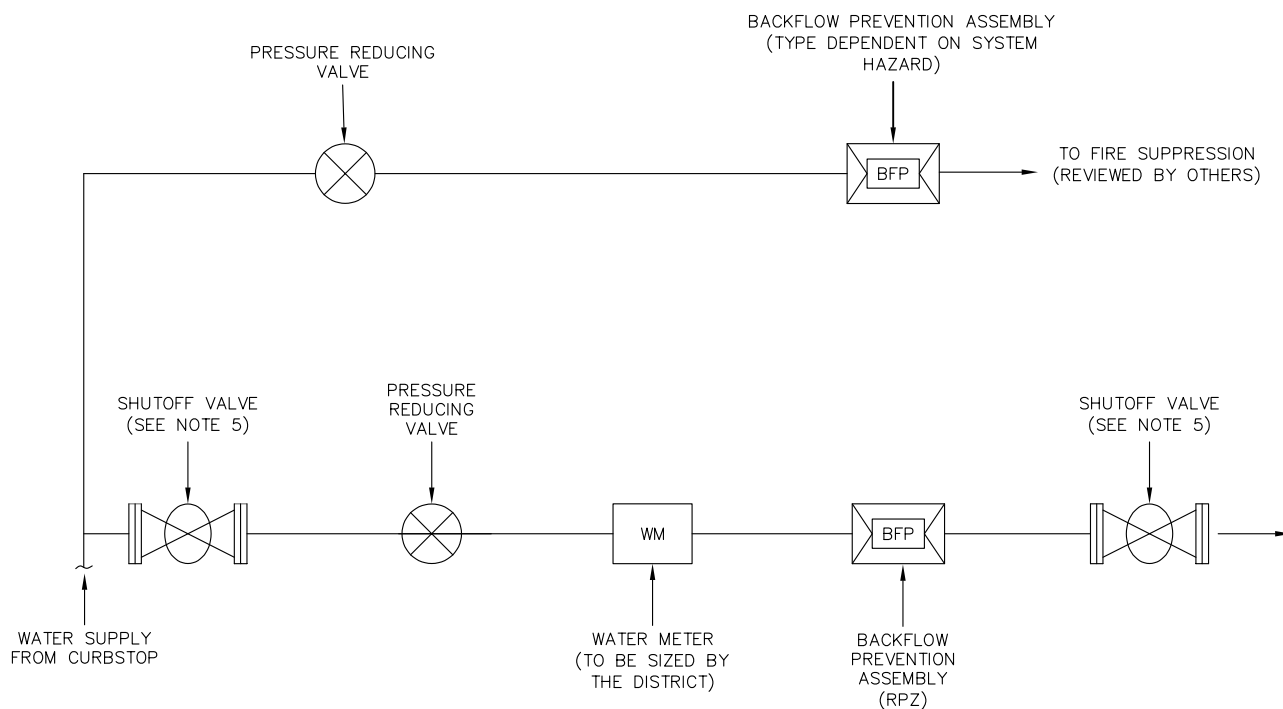 BACKFLOW PREVENTION ASSEMBLY
(TYPE DEPENDENT ON SYSTEM
HAZARD)
PRESSURE REDUCING
VALVE
BFP
TO FIRE SUPPRESSION
(REVIEWED BY OTHERS)
SHUTOFF VALVE
(SEE NOTE 5)
PRESSURE
REDUCING
VALVE
SHUTOFF VALVE
(SEE NOTE 5)
WM
BFP
WATER SUPPLY
FROM CURBSTOP
WATER METER
(TO BE SIZED BY
THE DISTRICT)
BACKFLOW
PREVENTION
ASSEMBLY
(RPZ)